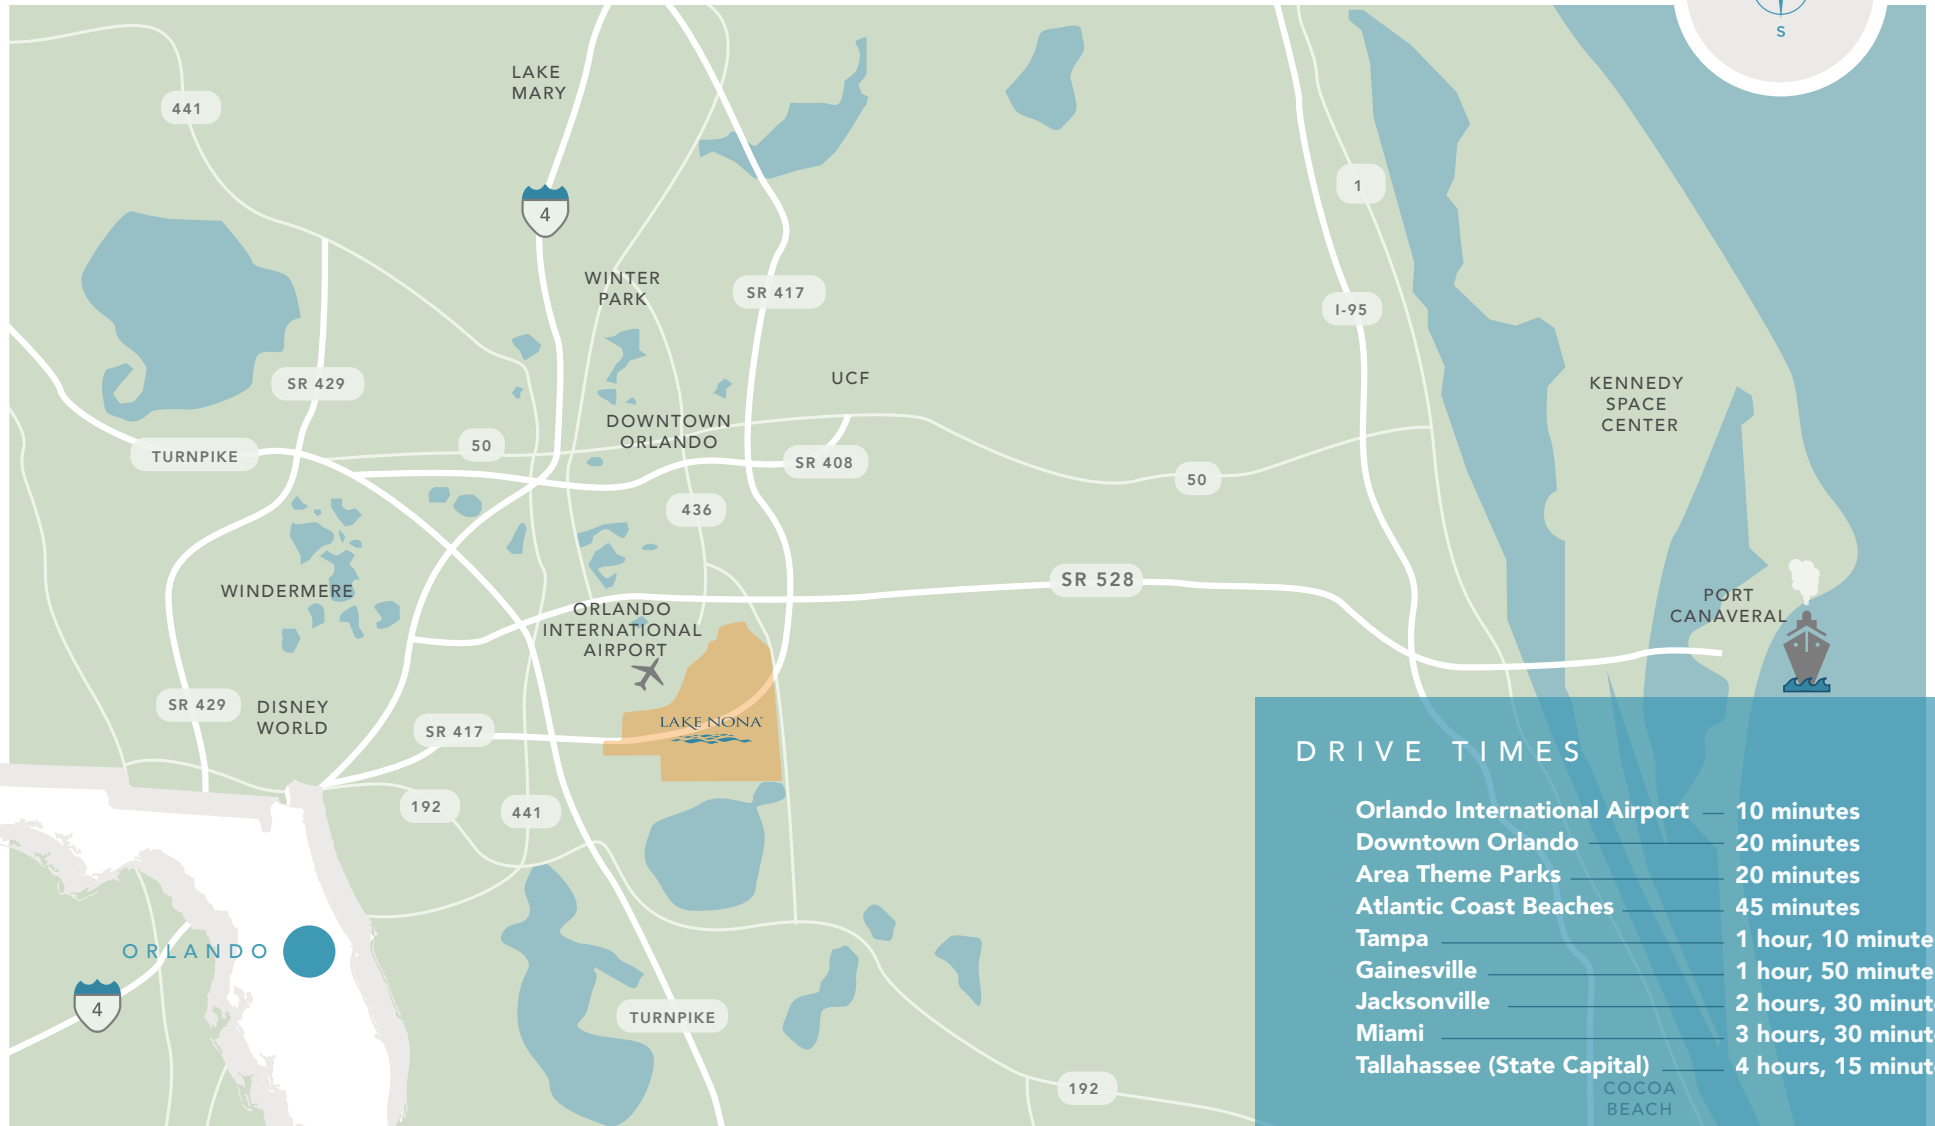 S
LAKE
MARY
441
4
1
WINTER
PARK
SR 417
I-95
UCF
SR 429
KENNEDY
SPACE
CENTER
DOWNTOWN
ORLANDO
50
TURNPIKE
SR 408
50
436
SR 528
WINDERMERE
PORT
CANAVERAL
ORLANDO
INTERNATIONAL
AIRPORT
SR 429
DISNEY
WORLD
SR 417
LAKE NONA
192
441
DRIVE TIMES
Orlando International Airport 10 minutes
Downtown Orlando 20 minutes
Area Theme Parks 20 minutes
Atlantic Coast Beaches 45 minutes
Tampa 1 hour, 10 minute
Gainesville 1 hour, 50 minute
Jacksonville 2 hours, 30 minut
Miami 3 hours, 30 minut
Tallahassee (State Capital) 4 hours, 15 minut
COCOA
BEACH
ORLANDO
4
TURNPIKE
192